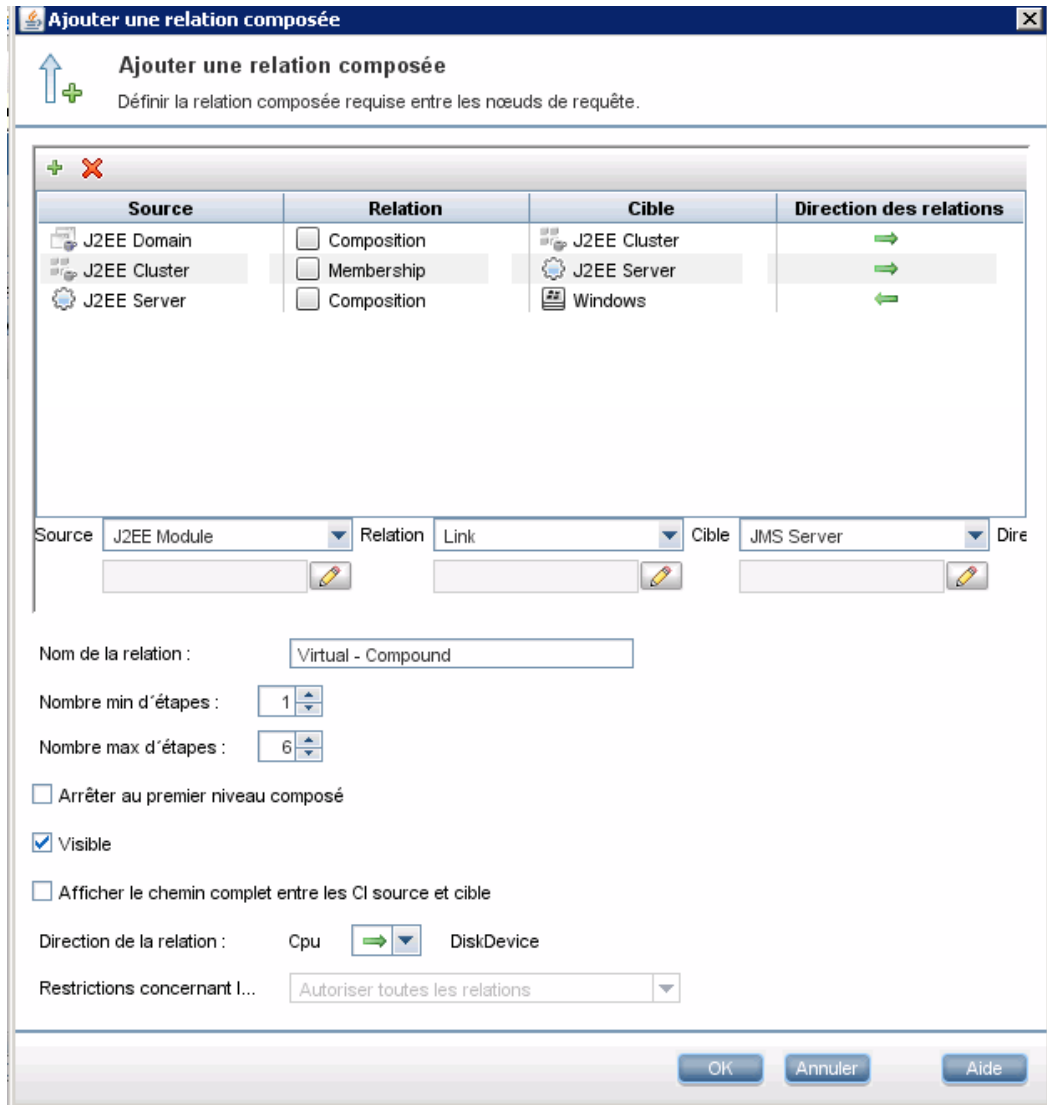 Ajouter une relation composée
Ajouter une relation composée
Définir la relation composée requise entre les nœuds de requête.
Source Relation Cible Direction des relations
J2EE Domain Composition J2EE Cluster
J2EE Cluster Membership J2EE Server
J2EE Server Composition Windows
Source J2EE Module Relation Link Cible JMS Server Dire
Nom de la relation : Virtual - Compound
Nombre min d´étapes : 1
Nombre max d´étapes : 6
Arrêter au premier niveau composé
Visible
Afficher le chemin complet entre les CI source et cible
Direction de la relation : Cpu DiskDevice
Restrictions concernant l... Autoriser toutes les relations
OK Annuler Aide